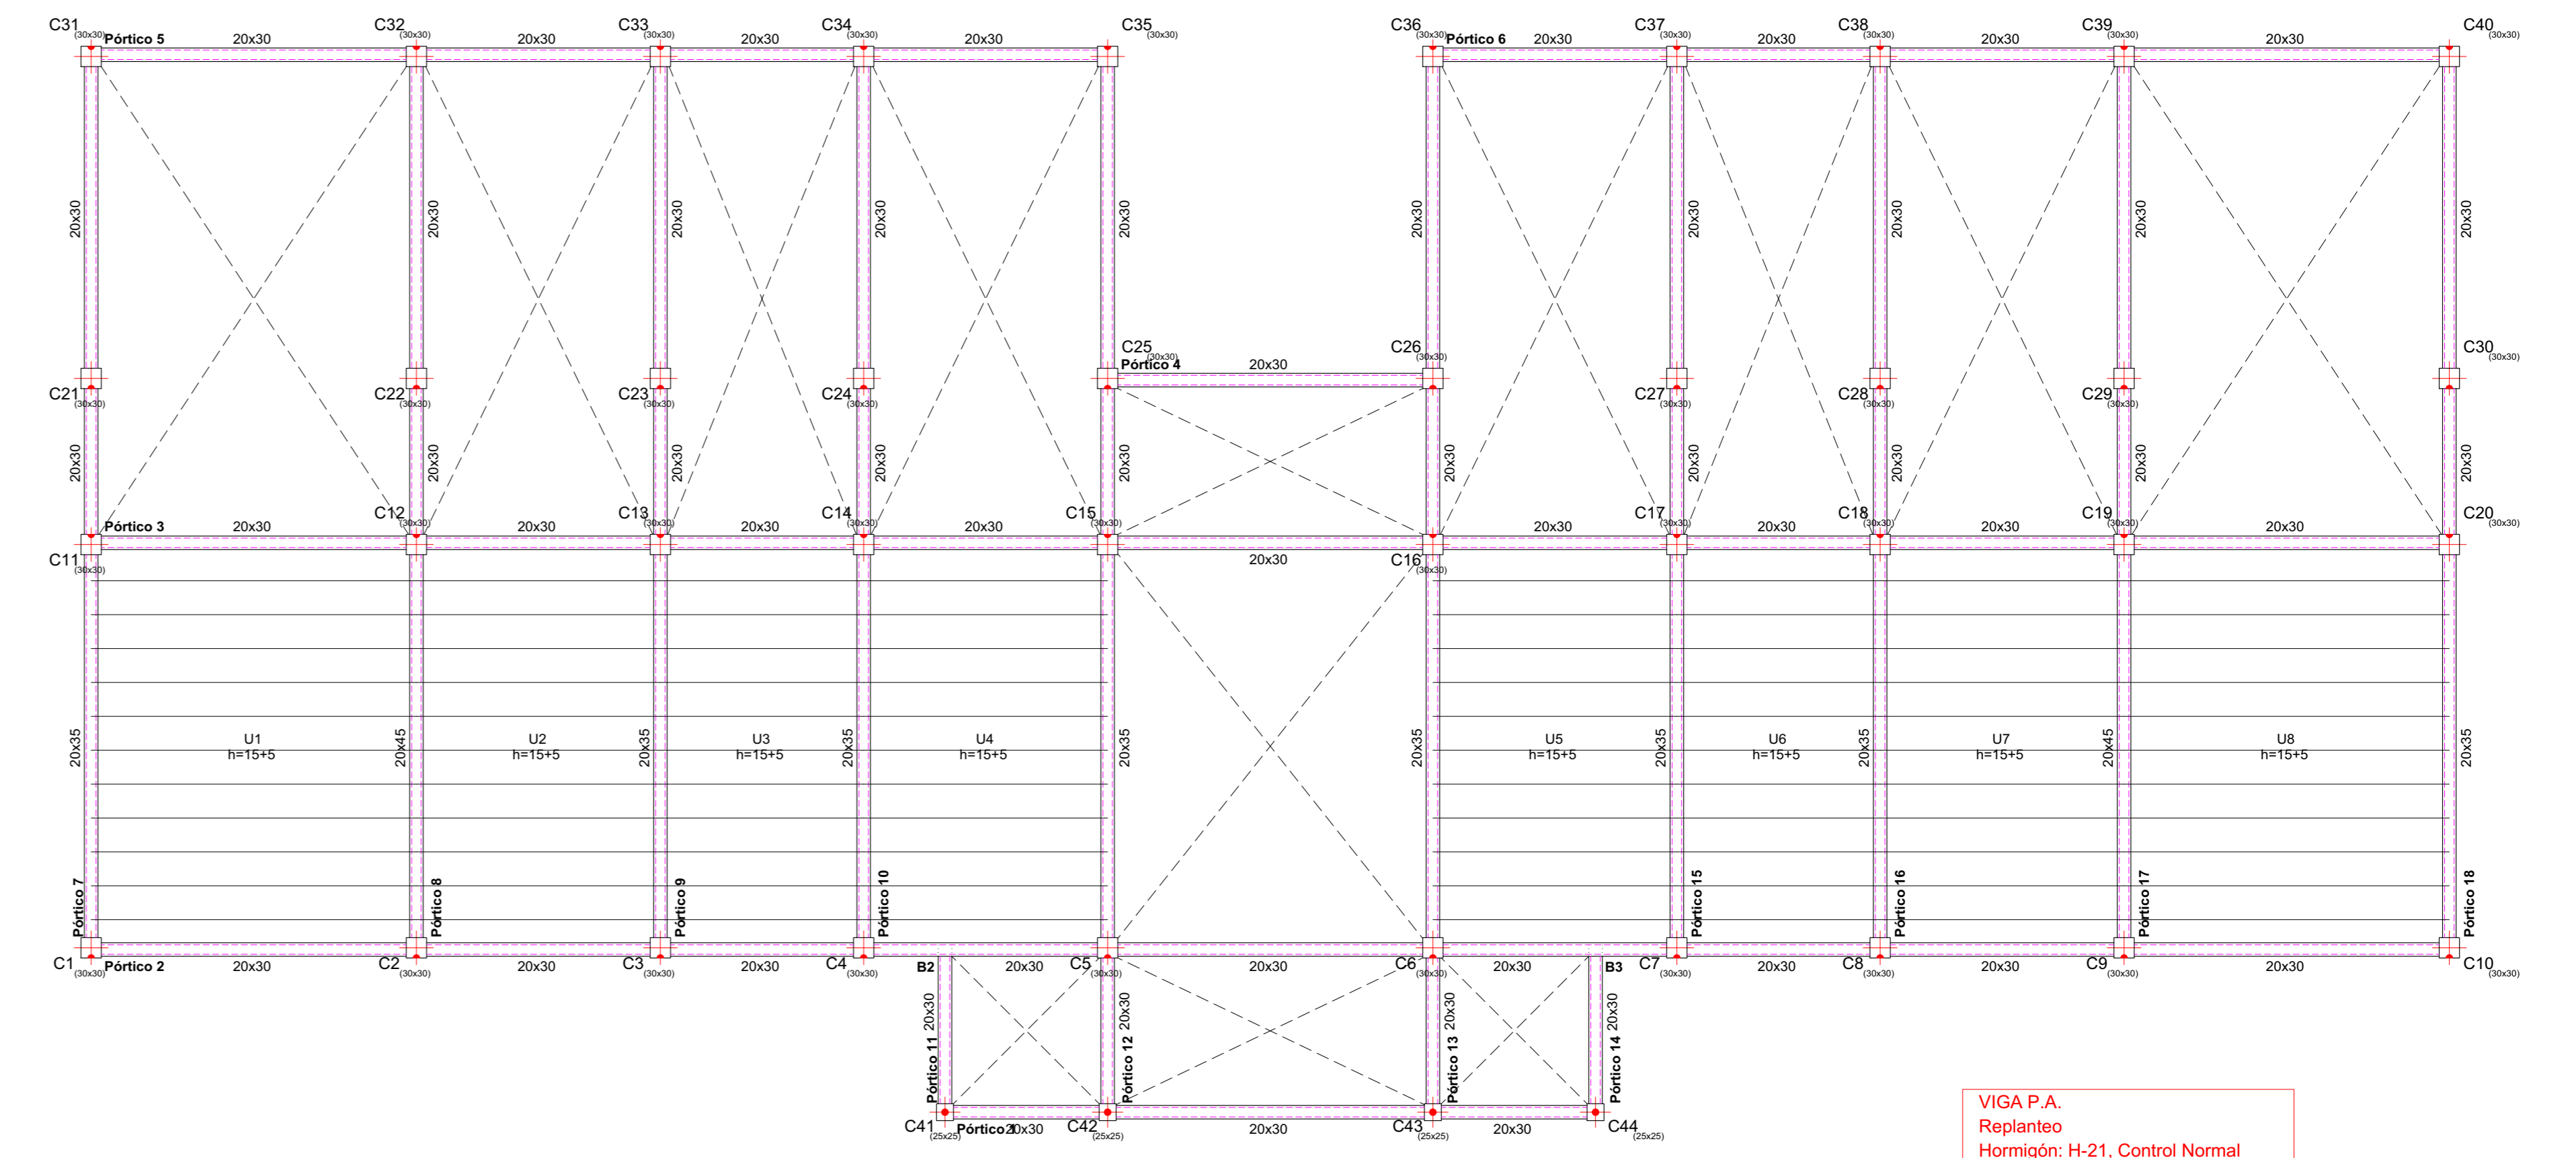 C31 C32 C33 C34 C35 C36 C37 C38 C39 C40
(30x30) (30x30) (30x30) (30x30) (30x30) (30x30) (30x30) (30x30) (30x30) (30x30)
Pórtico 5 20x30 20x30 20x30 20x30 Pórtico 6 20x30 20x30 20x30 20x30
20x30 20x30 20x30 20x30 20x30 20x30 20x30 20x30 20x30 20x30
C25 C26 C30
(30x30) (30x30) (30x30)
Pórtico 4 20x30
C21 C22 C23 C24 C27 C28 C29
(30x30) (30x30) (30x30) (30x30) (30x30) (30x30) (30x30)
20x30 20x30 20x30 20x30 20x30 20x30 20x30 20x30 20x30 20x30
C12 C13 C14 C15 C17 C18 C19 C20
(30x30) (30x30) (30x30) (30x30) (30x30) (30x30) (30x30) (30x30)
Pórtico 3 20x30 20x30 20x30 20x30 20x30 20x30 20x30 20x30
C11 20x30 C16
(30x30) (30x30)
U1 U2 U3 U4 U5 U6 U7 U8
h=15+5 h=15+5 h=15+5 h=15+5 h=15+5 h=15+5 h=15+5 h=15+5
20x35 20x45 20x35 20x35 20x35 20x35 20x35 20x35 20x45 20x35
Pórtico 7 Pórtico 8 Pórtico 9 Pórtico 10 Pórtico 15 Pórtico 16 Pórtico 17 Pórtico 18
C1 Pórtico 2 20x30 C2 20x30 C3 20x30 C4 B2 20x30 C5 20x30 C6 20x30 B3 C7 20x30 C8 20x30 C9 20x30 C10
(30x30) (30x30) (30x30) (30x30) (30x30) (30x30) (30x30) (30x30) (30x30) (30x30)
20x30 20x30 20x30 20x30
Pórtico 11 Pórtico 12 Pórtico 13 Pórtico 14
C41 Pórtico 1 20x30 C42 20x30 C43 20x30 C44
(25x25) (25x25) (25x25) (25x25)
VIGA P.A.
Replanteo
Hormigón: H-21, Control Normal